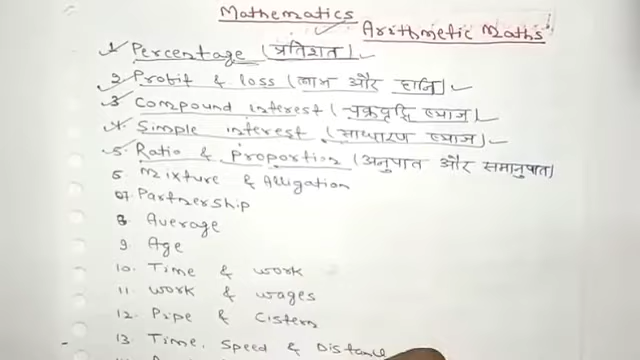 Mathematics
Arithmetic Maths
1 Percentage (प्रतिशत)
2 Profit & loss (लाभ और हानि)
3 Compound interest (चक्रवृद्धि ब्याज)
4. Simple interest (साधारण ब्याज)
5. Ratio & proportion (अनुपात और समानुपात)
6 Mixture & Alligation
07 Partnership
8 Average
9 Age
10. Time & work
11 work & wages
12. Pipe & Cistern
13. Time, Speed & Distance